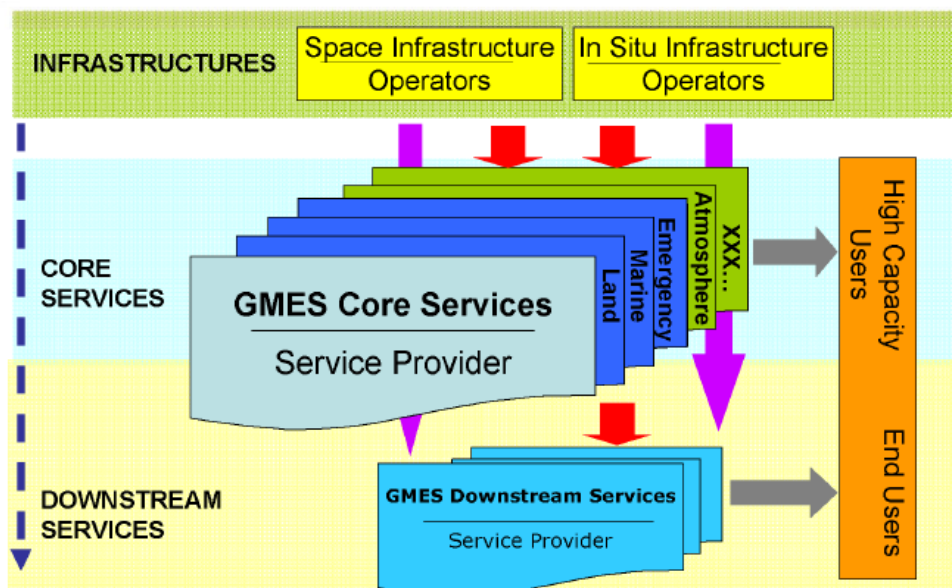 INFRASTRUCTURES
Space Infrastructure
Operators
In Situ Infrastructure
Operators
CORE
SERVICES
GMES Core Services
Service Provider
Land
Marine
Emergency
Atmosphere
XXX...
High Capacity
Users
DOWNSTREAM
SERVICES
GMES Downstream Services
Service Provider
End Users